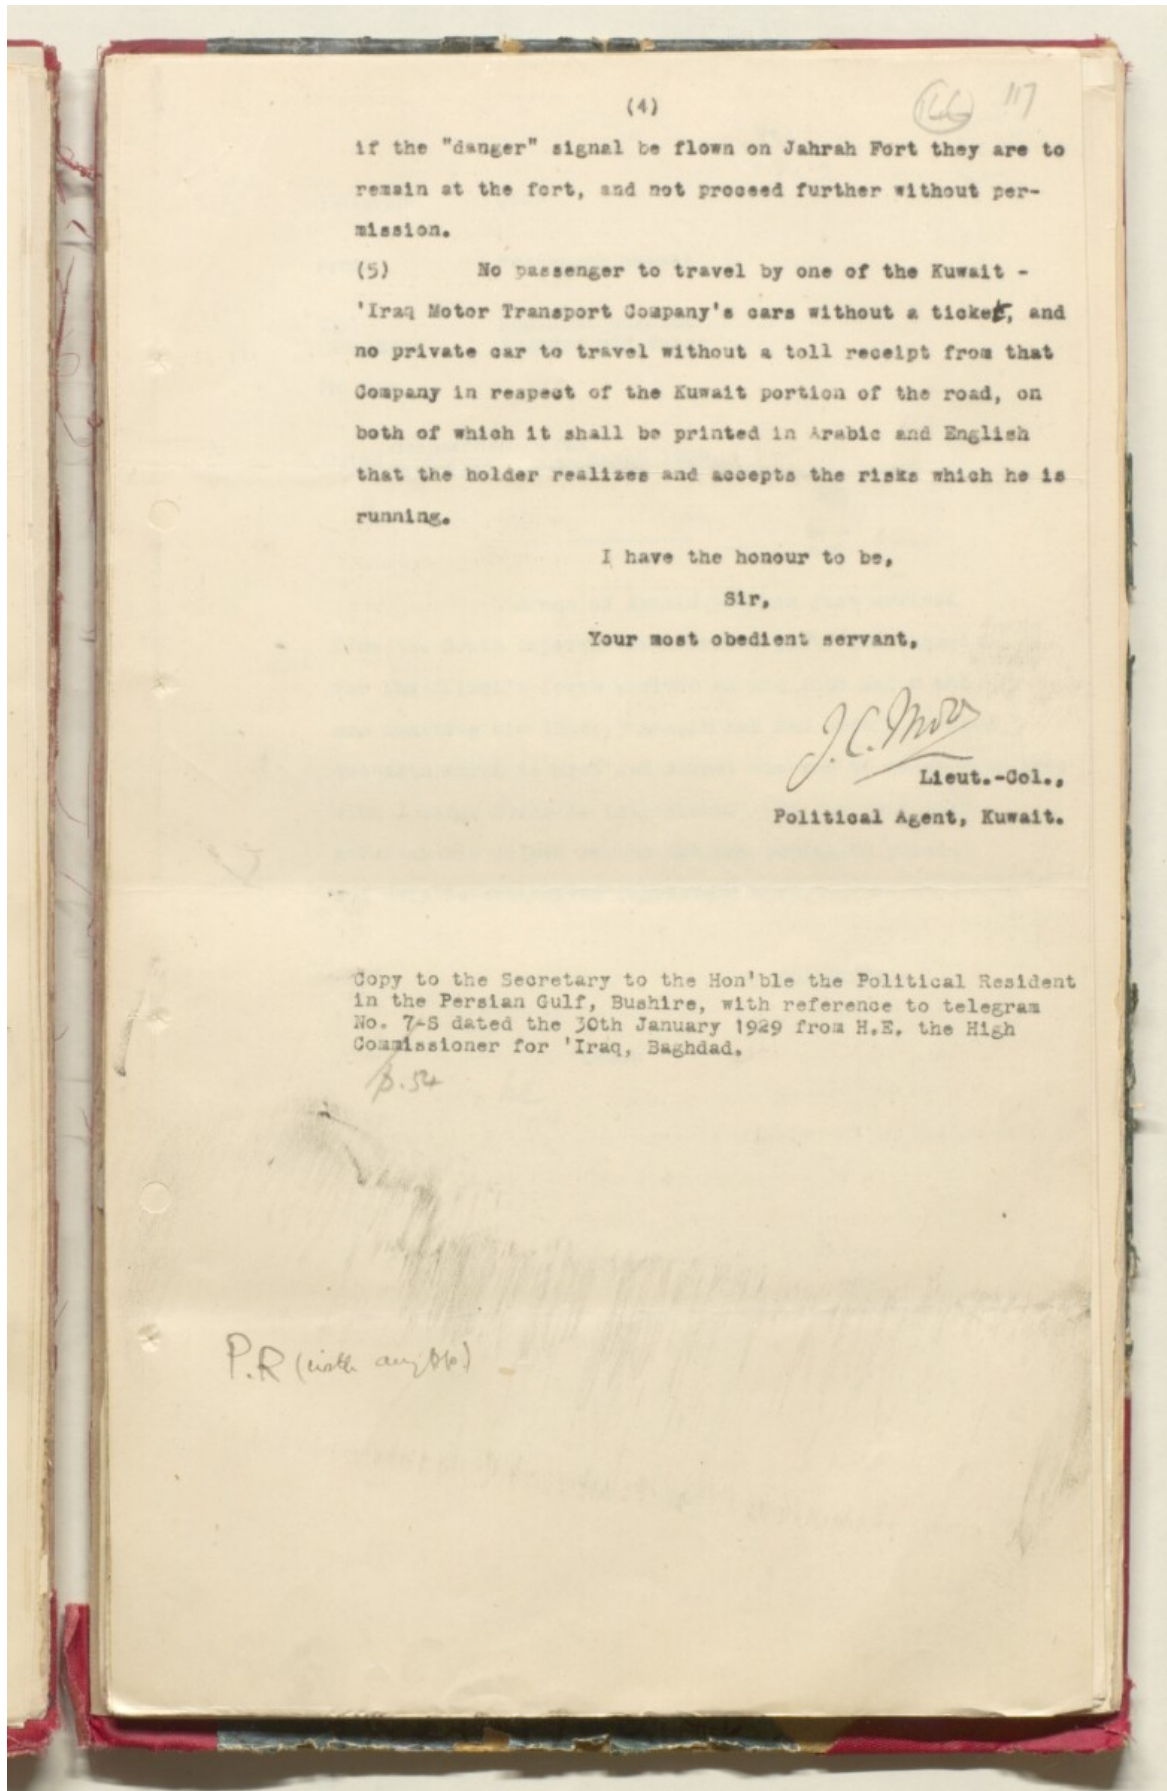 (4)
166 117
if the "danger" signal be flown on Jahrah Fort they are to
remain at the fort, and not proceed further without per-
mission.
(5) No passenger to travel by one of the Kuwait -
'Iraq Motor Transport Company's cars without a ticket, and
no private car to travel without a toll receipt from that
Company in respect of the Kuwait portion of the road, on
both of which it shall be printed in Arabic and English
that the holder realizes and accepts the risks which he is
running.
I have the honour to be,
Sir,
Your most obedient servant,
J.C. More
Lieut.-Col.,
Political Agent, Kuwait.
Copy to the Secretary to the Hon'ble the Political Resident
in the Persian Gulf, Bushire, with reference to telegram
No. 7-S dated the 30th January 1929 from H.E. the High
Commissioner for 'Iraq, Baghdad.
p.54
P.R (with